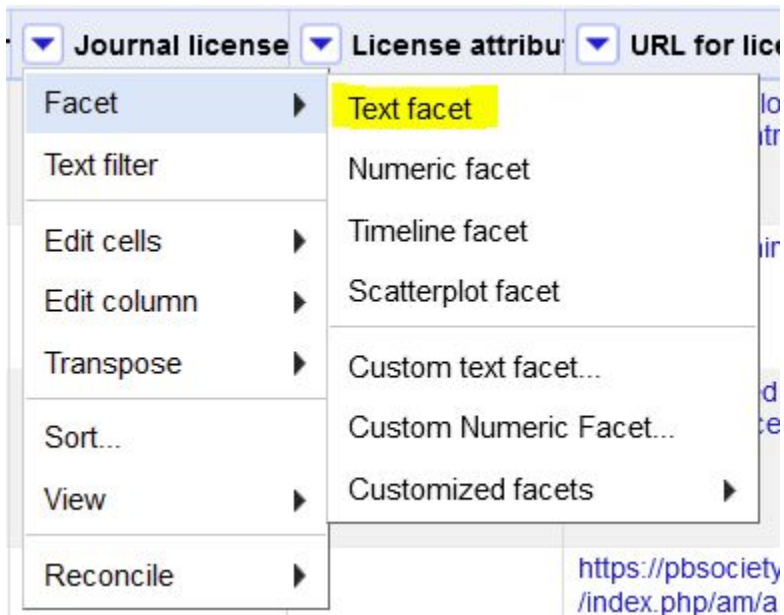 Journal license
License attribu
URL for lice
Facet
Text filter
Edit cells
Edit column
Transpose
Sort...
View
Reconcile
Text facet
Numeric facet
Timeline facet
Scatterplot facet
Custom text facet...
Custom Numeric Facet...
Customized facets
https://pbsociety
/index.php/am/a